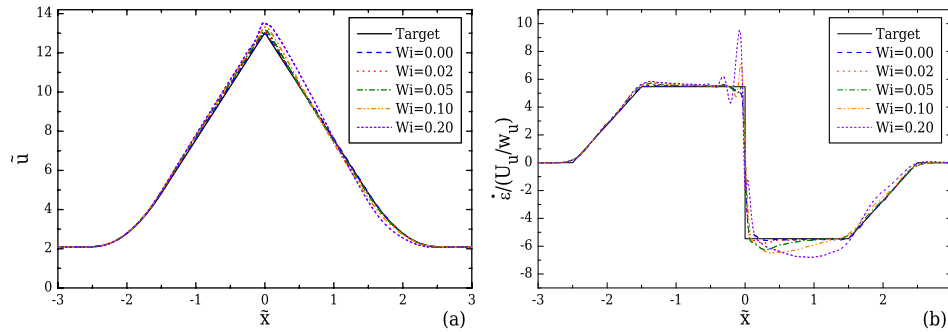 14
12
10
8
6
4
2
0
ũ
-3 -2 -1 0 1 2 3
x̃
(a)
Target
Wi=0.00
Wi=0.02
Wi=0.05
Wi=0.10
Wi=0.20
10
8
6
4
2
0
-2
-4
-6
-8
ε̇/(U_u/w_u)
-3 -2 -1 0 1 2
x̃
(b)
Target
Wi=0.00
Wi=0.02
Wi=0.05
Wi=0.10
Wi=0.20